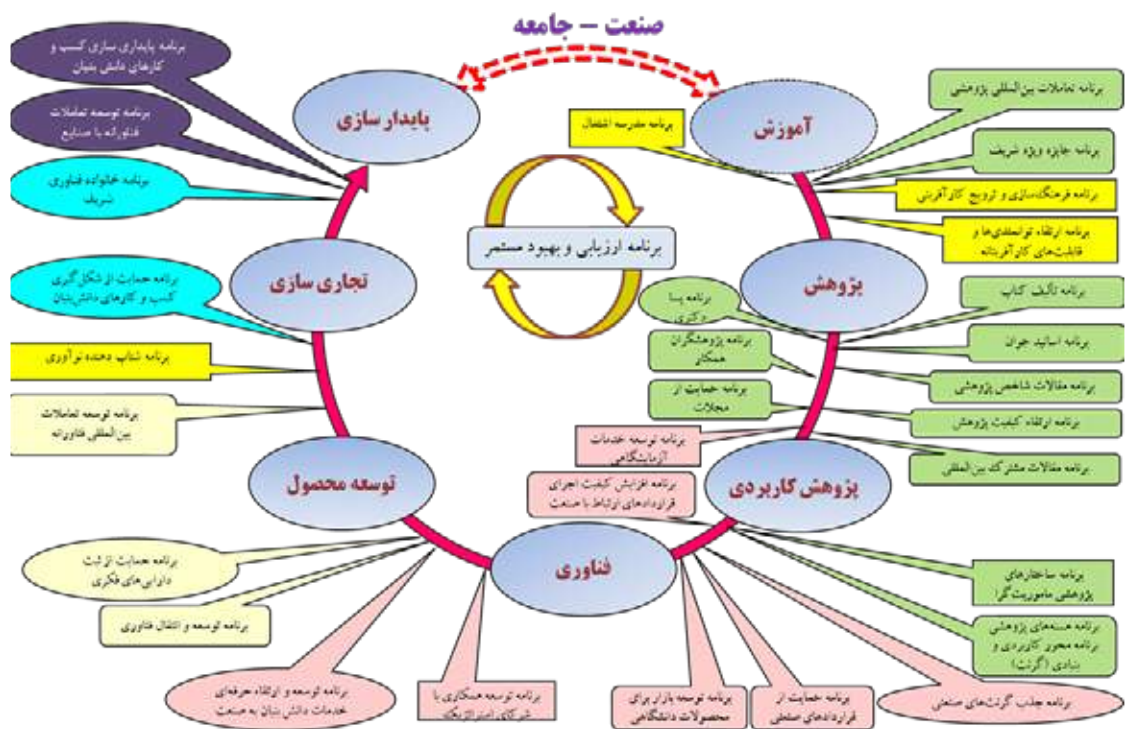 صنعت – جامعه
آموزش
پژوهش
پژوهش کاربردی
فناوری
توسعه محصول
تجاری سازی
پایدار سازی
برنامه ارزیابی و بهبود مستمر
برنامه تعاملات بین‌المللی پژوهشی
برنامه جایزه ویژه شریف
برنامه فرهنگ‌سازی و ترویج کارآفرینی
برنامه ارتقاء توانمندی‌ها و
قابلیت‌های کارآفرینانه
برنامه مدرسه اشتغال
برنامه تألیف کتاب
برنامه اساتید جوان
برنامه مقالات شاخص پژوهشی
برنامه ارتقاء کیفیت پژوهش
برنامه مقالات مشترک بین‌المللی
برنامه پسا
دکتری
برنامه پژوهشگران
همکار
برنامه حمایت از
مجلات
برنامه توسعه خدمات
آزمایشگاهی
برنامه افزایش کیفیت اجرای
قراردادهای ارتباط با صنعت
برنامه ساختارهای
پژوهشی ماموریت‌گرا
برنامه هسته‌های پژوهشی
برنامه محور کاربردی و
بنیادی (گرنت)
برنامه جذب گرنت‌های صنعتی
برنامه حمایت از
قراردادهای صنعتی
برنامه توسعه بازار برای
محصولات دانشگاهی
برنامه توسعه همکاری با
شرکای استراتژیک
برنامه توسعه و ارتقاء حرفه‌ای
خدمات دانش بنیان به صنعت
برنامه توسعه و انتقال فناوری
برنامه حمایت از ثبت
دارایی‌های فکری
برنامه توسعه تعاملات
بین‌المللی فناورانه
برنامه شتاب دهنده نوآوری
برنامه حمایت از شکل‌گیری
کسب و کارهای دانش‌بنیان
برنامه خانواده فناوری
شریف
برنامه توسعه تعاملات
فناورانه با صنایع
برنامه پایداری سازی کسب و
کارهای دانش بنیان